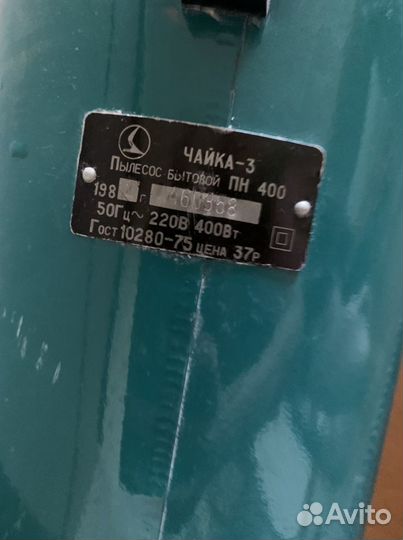 ЧАЙКА-3
ПЫЛЕСОС БЫТОВОЙ ПН 400
198 г
50Гц ~ 220В 400Вт
ГОСТ 10280-75 ЦЕНА 37р
Avito